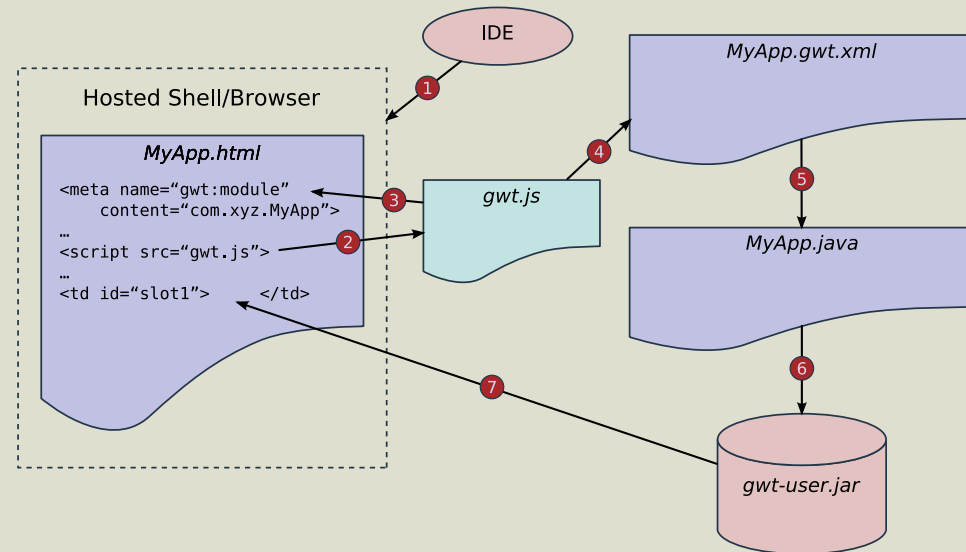 IDE
1
Hosted Shell/Browser
MyApp.html
<meta name=“gwt:module”
content=“com.xyz.MyApp”>
…
<script src=“gwt.js”>
…
<td id=“slot1”> </td>
3
2
gwt.js
4
MyApp.gwt.xml
5
MyApp.java
6
7
gwt-user.jar